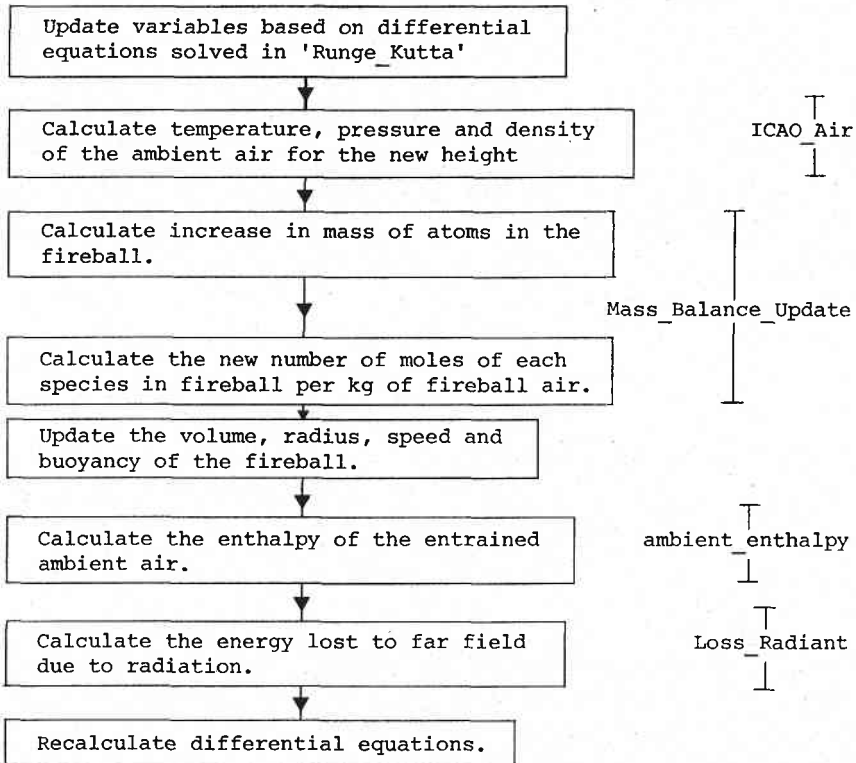 Update variables based on differential
equations solved in 'Runge_Kutta'
Calculate temperature, pressure and density
of the ambient air for the new height
ICAO_Air
Calculate increase in mass of atoms in the
fireball.
Mass_Balance_Update
Calculate the new number of moles of each
species in fireball per kg of fireball air.
Update the volume, radius, speed and
buoyancy of the fireball.
Calculate the enthalpy of the entrained
ambient air.
ambient_enthalpy
Calculate the energy lost to far field
due to radiation.
Loss_Radiant
Recalculate differential equations.